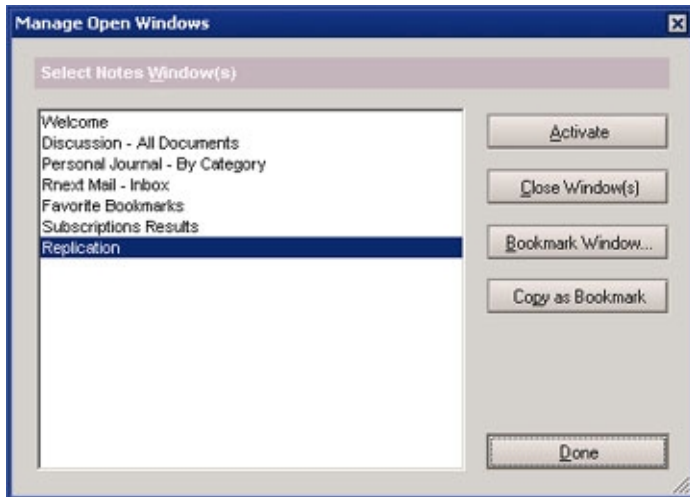 Manage Open Windows
Select Notes Window(s)
Welcome
Discussion - All Documents
Personal Journal - By Category
Rnext Mail - Inbox
Favorite Bookmarks
Subscriptions Results
Replication
Activate
Close Window(s)
Bookmark Window...
Copy as Bookmark
Done